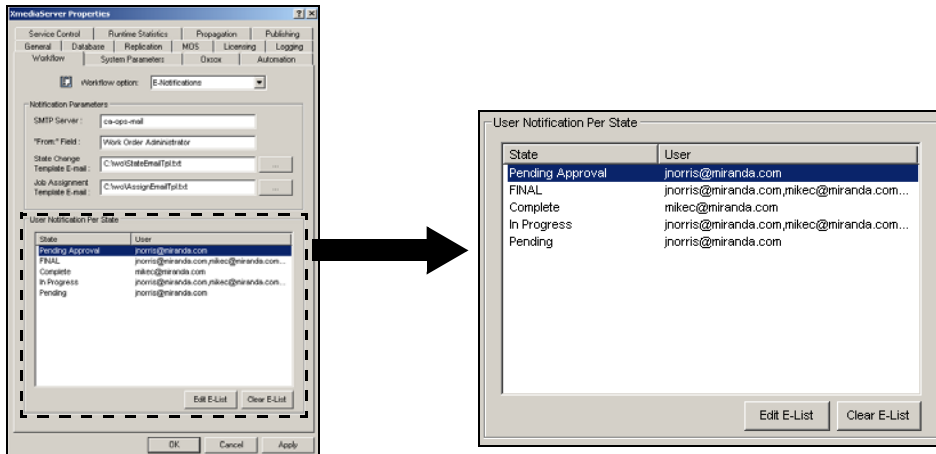 XmediaServer Properties
Service Control Runtime Statistics Propagation Publishing
General Database Replication MOS Licensing Logging
Workflow System Parameters Oxsox Automation
Workflow option: E-Notifications
Notification Parameters
SMTP Server : ca-ops-mail
"From:" Field : Work Order Administrator
State Change
Template E-mail : C:\wo\StateEmailTpl.txt ...
Job Assignment
Template E-mail : C:\wo\AssignEmailTpl.txt ...
User Notification Per State
State User
Pending Approval jnorris@miranda.com
FINAL jnorris@miranda.com,mikec@miranda.com...
Complete mikec@miranda.com
In Progress jnorris@miranda.com,mikec@miranda.com...
Pending jnorris@miranda.com
Edit E-List Clear E-List
OK Cancel Apply
User Notification Per State
State User
Pending Approval jnorris@miranda.com
FINAL jnorris@miranda.com,mikec@miranda.com...
Complete mikec@miranda.com
In Progress jnorris@miranda.com,mikec@miranda.com...
Pending jnorris@miranda.com
Edit E-List Clear E-List